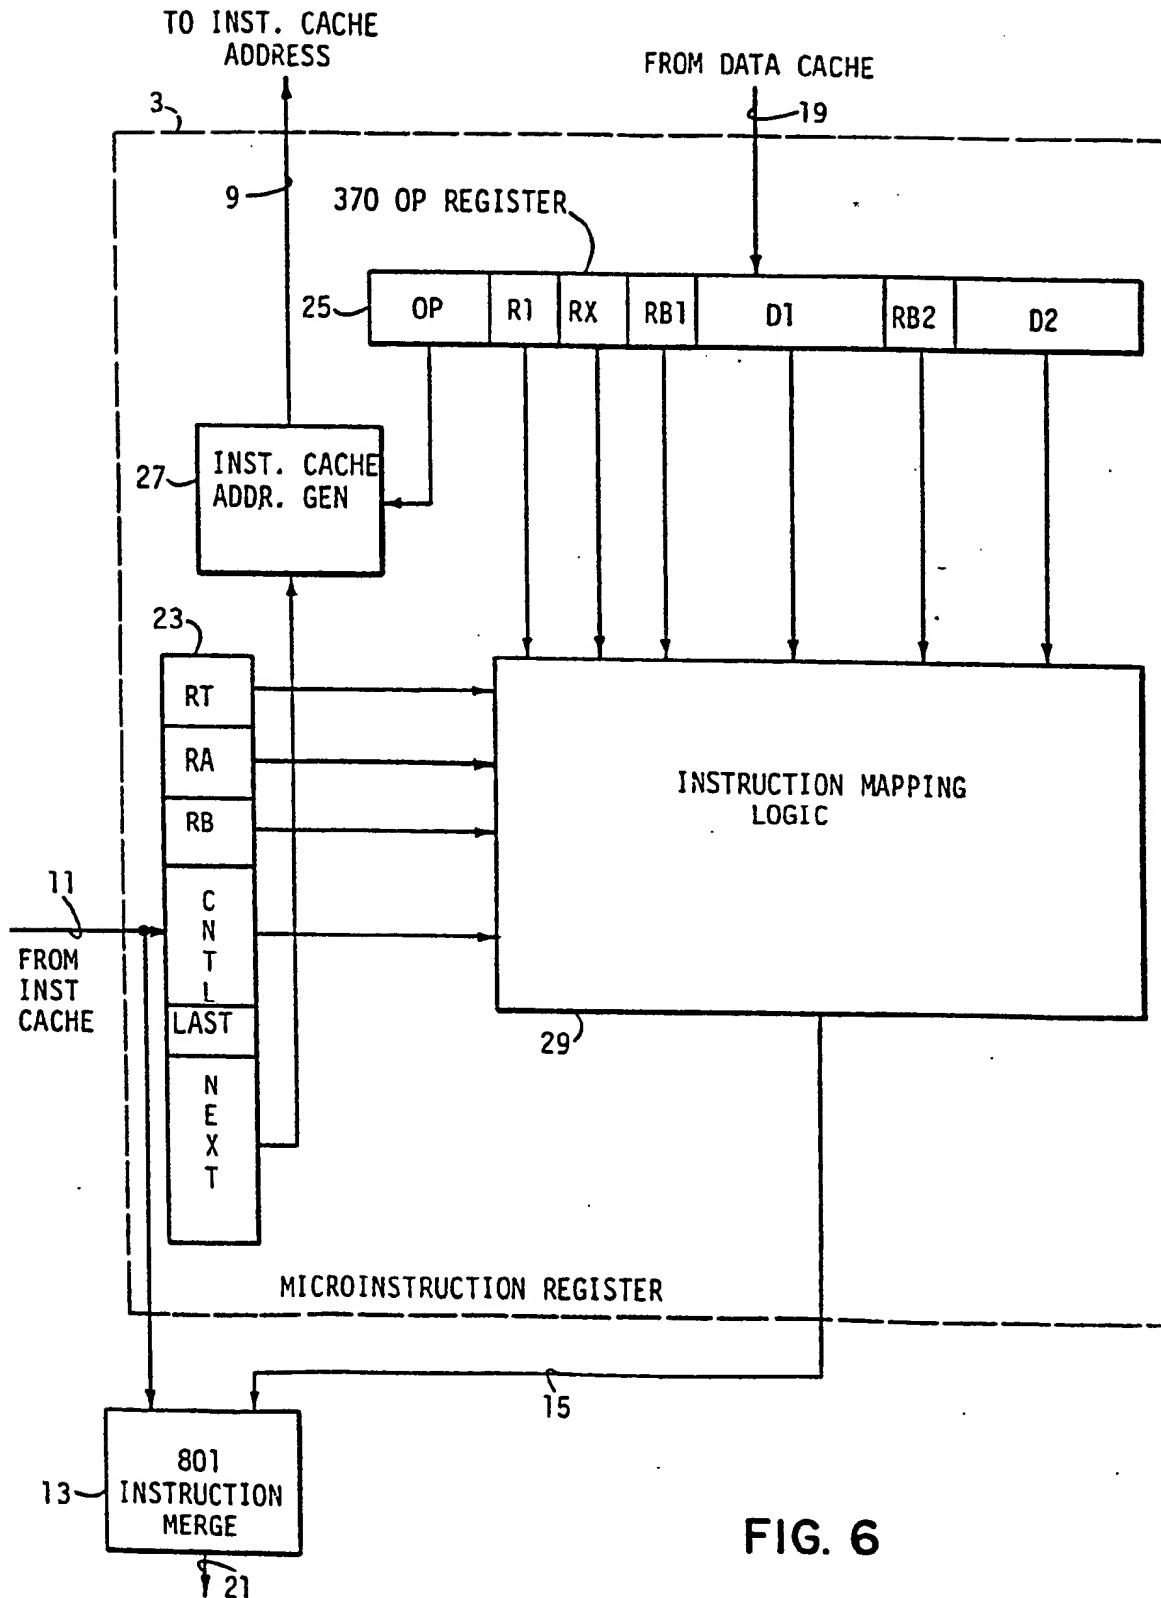 TO INST. CACHE
ADDRESS
FROM DATA CACHE
3
19
9
370 OP REGISTER
25
OP
R1
RX
RB1
D1
RB2
D2
27
INST. CACHE
ADDR. GEN
23
RT
RA
RB
CNTL
LAST
NEXT
INSTRUCTION MAPPING
LOGIC
11
FROM
INST
CACHE
29
MICROINSTRUCTION REGISTER
15
13
801
INSTRUCTION
MERGE
21
FIG. 6